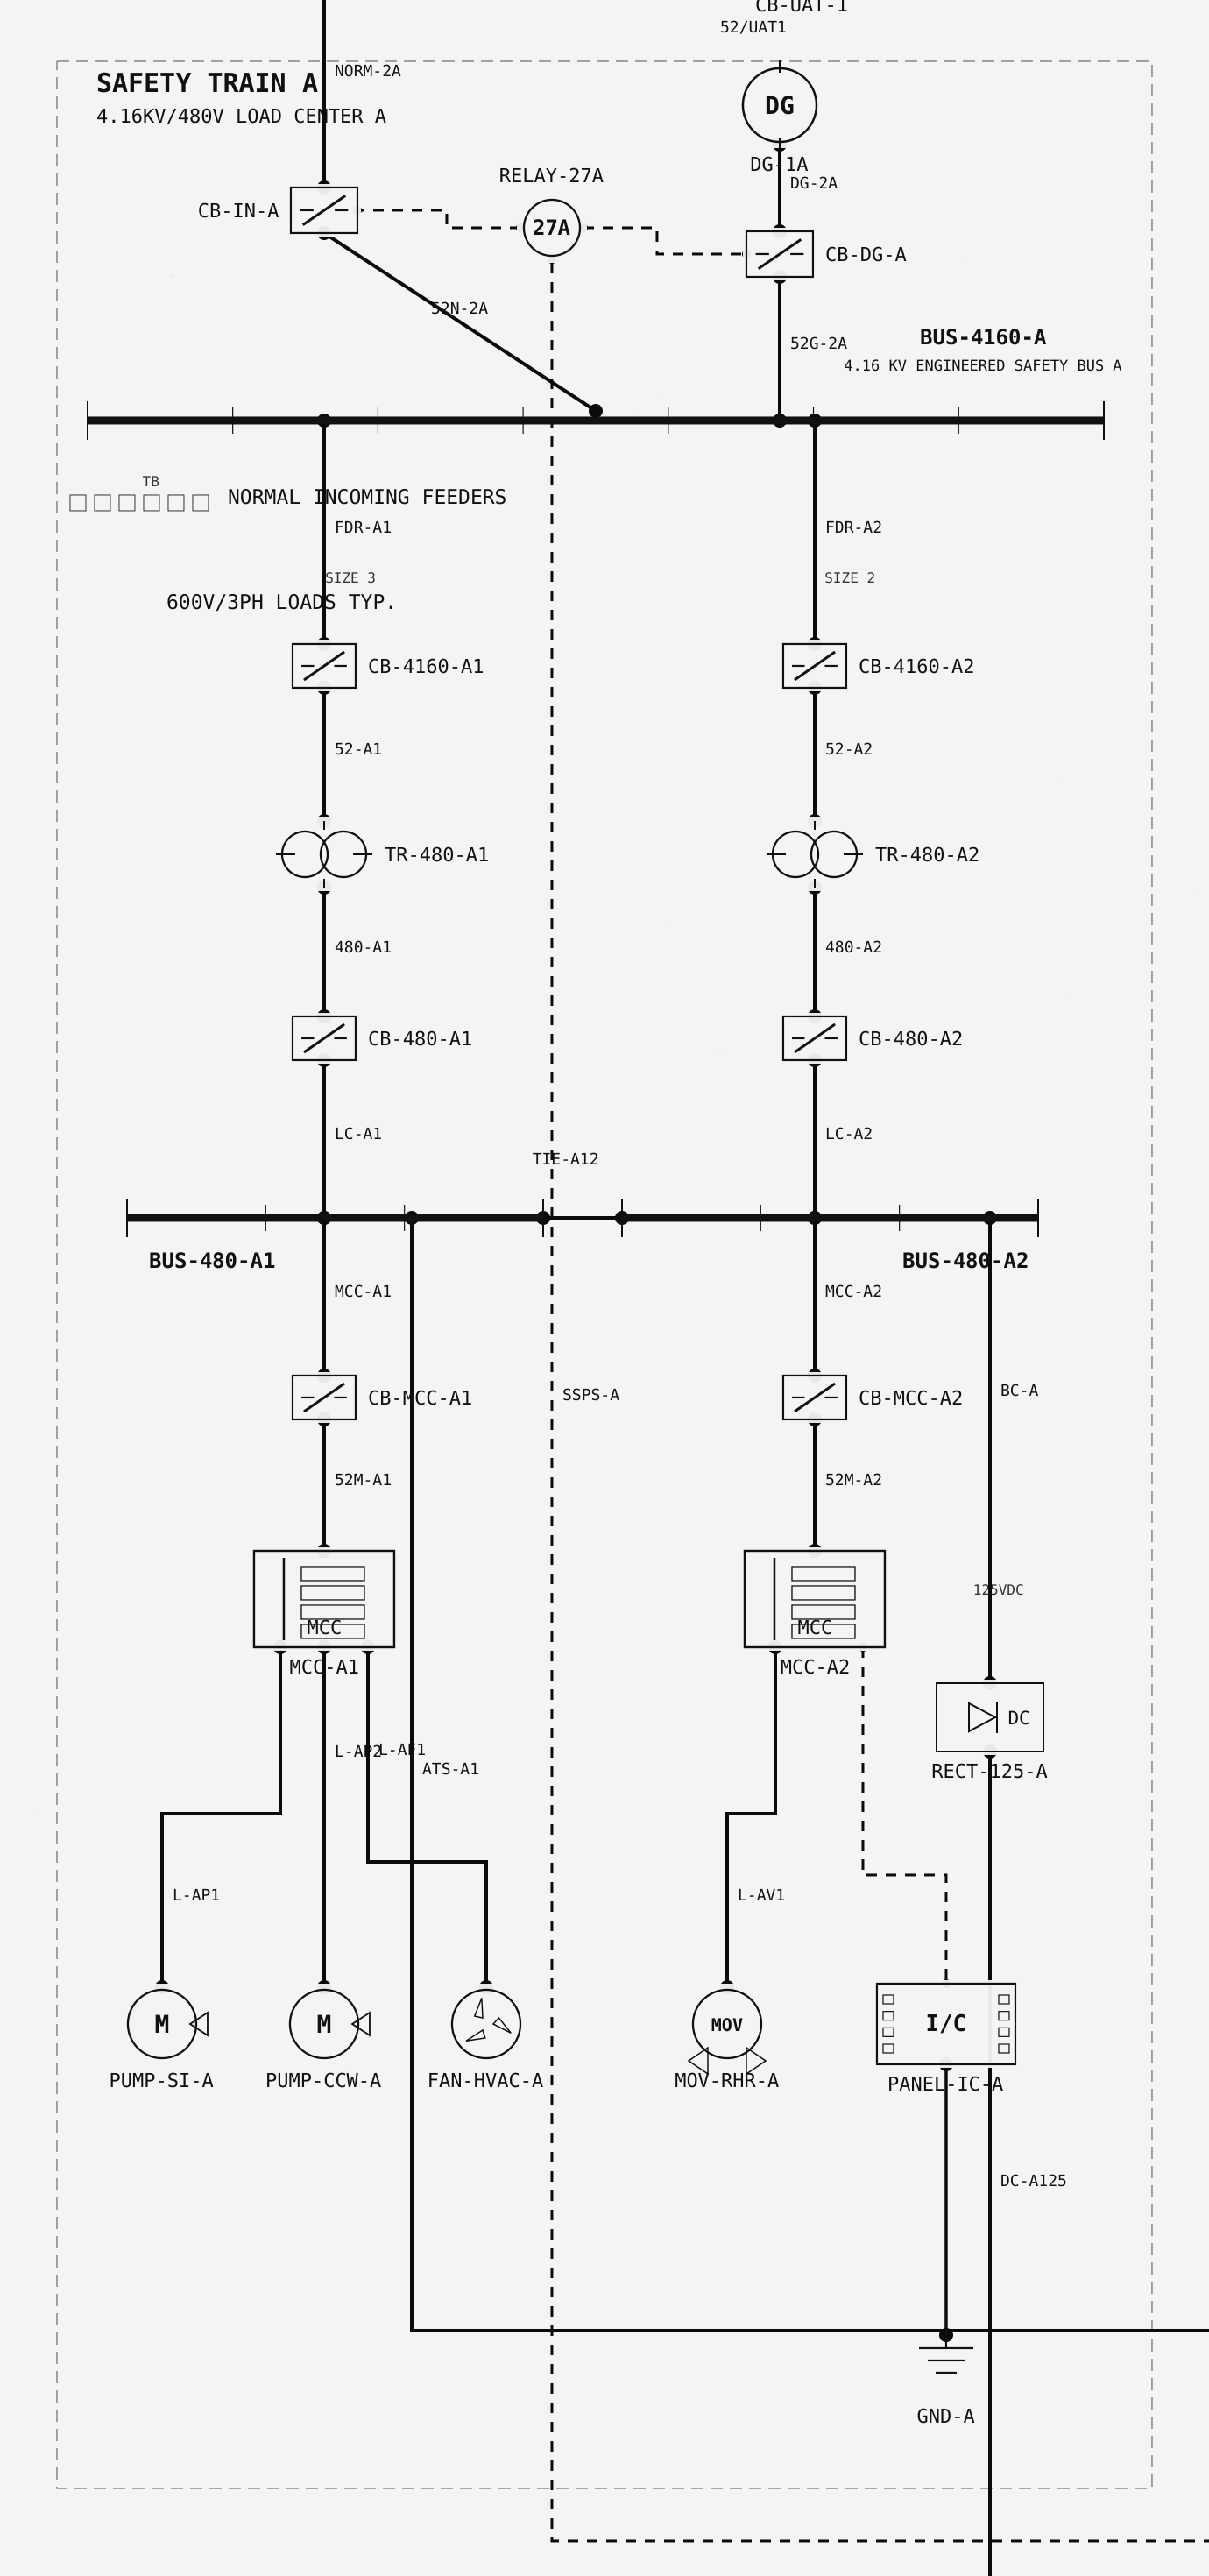 CB-UAT-1
52/UAT1
SAFETY TRAIN A
NORM-2A
4.16KV/480V LOAD CENTER A
DG
DG-1A
DG-2A
RELAY-27A
CB-IN-A
27A
CB-DG-A
52N-2A
52G-2A
BUS-4160-A
4.16 KV ENGINEERED SAFETY BUS A
TB
NORMAL INCOMING FEEDERS
FDR-A1
FDR-A2
SIZE 3
SIZE 2
600V/3PH LOADS TYP.
CB-4160-A1
CB-4160-A2
52-A1
52-A2
TR-480-A1
TR-480-A2
480-A1
480-A2
CB-480-A1
CB-480-A2
LC-A1
LC-A2
TIE-A12
BUS-480-A1
BUS-480-A2
MCC-A1
MCC-A2
CB-MCC-A1
SSPS-A
CB-MCC-A2
BC-A
52M-A1
52M-A2
125VDC
MCC
MCC
MCC-A1
MCC-A2
DC
RECT-125-A
L-AP2
L-AF1
ATS-A1
L-AP1
L-AV1
M
M
MOV
I/C
PUMP-SI-A
PUMP-CCW-A
FAN-HVAC-A
MOV-RHR-A
PANEL-IC-A
DC-A125
GND-A